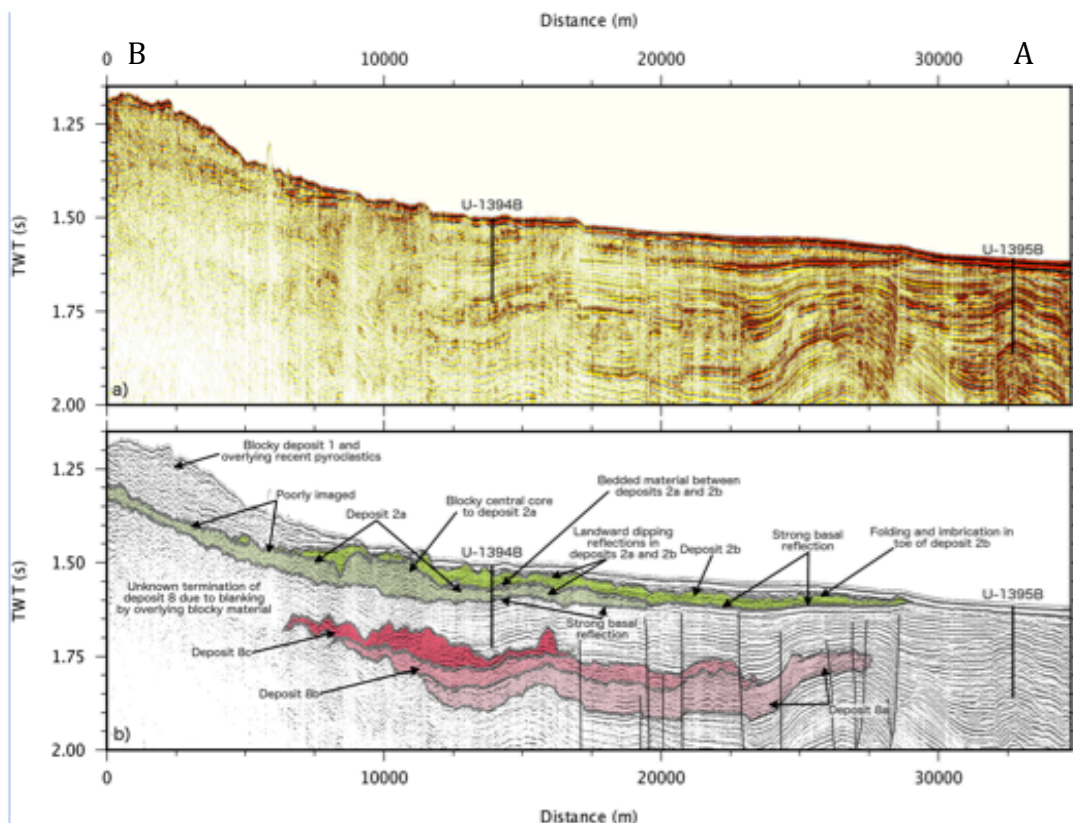 Distance (m)
0 B 10000 20000 30000 A
1.25
1.50
1.75
2.00
TWT (s)
U-1394B
U-1395B
a)
1.25
1.50
1.75
2.00
TWT (s)
Blocky deposit 1 and
overlying recent pyroclastics
Poorly imaged
Deposit 2a
Blocky central core
to deposit 2a
Bedded material between
deposits 2a and 2b
Landward dipping
reflections in
deposits 2a and 2b
Deposit 2b
Strong basal
reflection
Folding and imbrication in
toe of deposit 2b
U-1394B
U-1395B
Unknown termination of
deposit 8 due to blanking
by overlying blocky material
Strong basal
reflection
Deposit 8c
Deposit 8b
Deposit 8a
b)
0 10000 20000 30000
Distance (m)